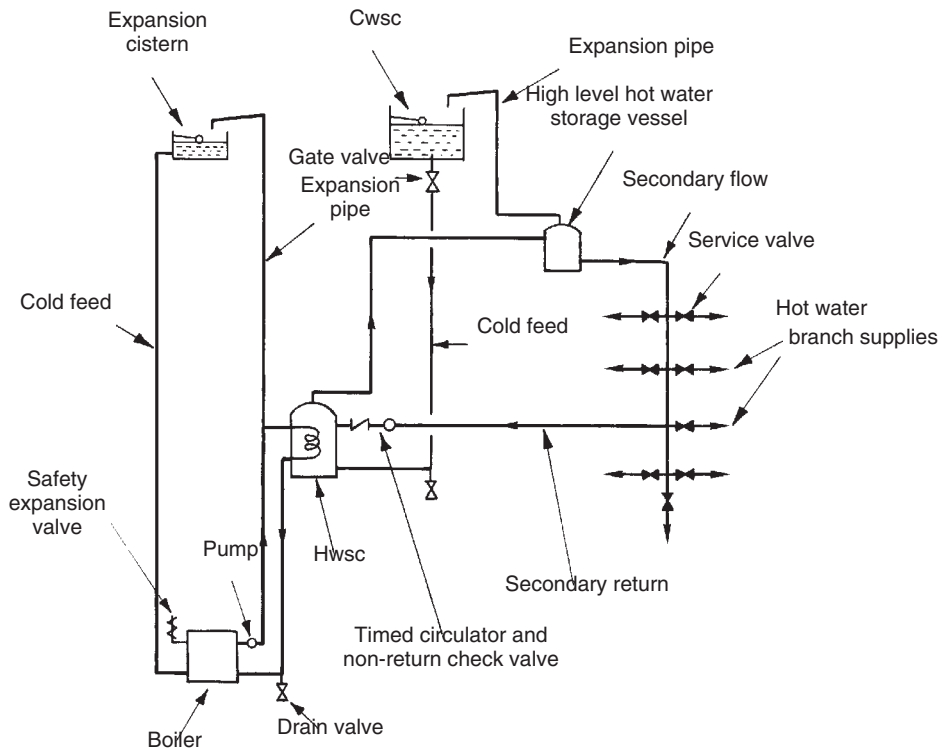 Expansion
cistern
Cwsc
Expansion pipe
High level hot water
storage vessel
Gate valve
Expansion
pipe
Secondary flow
Service valve
Cold feed
Cold feed
Hot water
branch supplies
Safety
expansion
valve
Pump
Hwsc
Secondary return
Timed circulator and
non-return check valve
Boiler
Drain valve